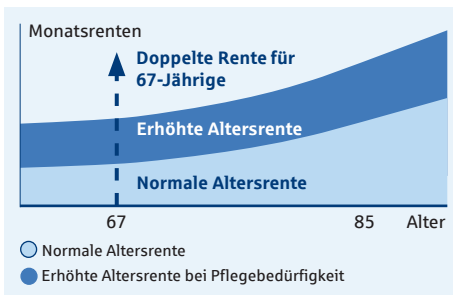 Monatsrenten
Doppelte Rente für
67-Jährige
Erhöhte Altersrente
Normale Altersrente
67 85 Alter
Normale Altersrente
Erhöhte Altersrente bei Pflegebedürfigkeit